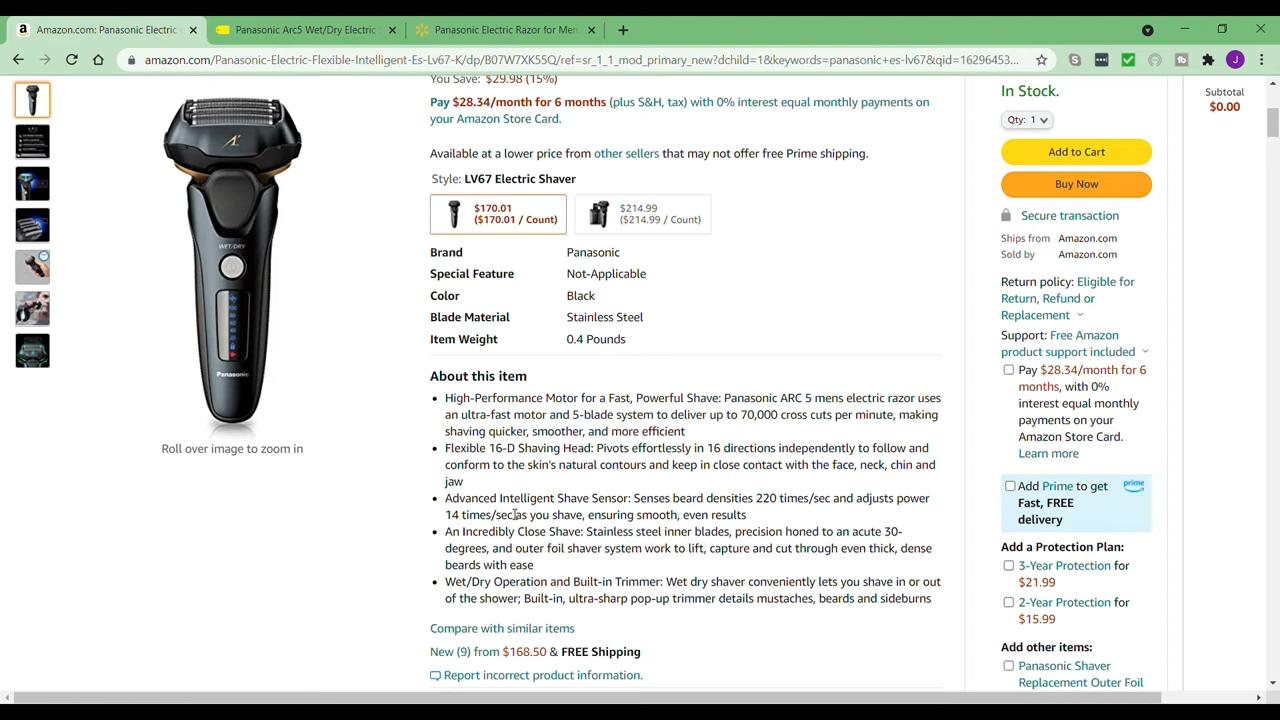 Amazon.com: Panasonic Electric
Panasonic Arc5 Wet/Dry Electric
Panasonic Electric Razor for Men
amazon.com/Panasonic-Electric-Flexible-Intelligent-Es-Lv67-K/dp/B07W7XK55Q/ref=sr_1_1_mod_primary_new?dchild=1&keywords=panasonic+es-lv67&qid=16296453...
J
You Save: $29.98 (15%)
Pay $28.34/month for 6 months (plus S&H, tax) with 0% interest equal monthly payments on
your Amazon Store Card.
Available at a lower price from other sellers that may not offer free Prime shipping.
Style: LV67 Electric Shaver
$170.01
($170.01 / Count)
$214.99
($214.99 / Count)
Brand Panasonic
Special Feature Not-Applicable
Color Black
Blade Material Stainless Steel
Item Weight 0.4 Pounds
About this item
• High-Performance Motor for a Fast, Powerful Shave: Panasonic ARC 5 mens electric razor uses
an ultra-fast motor and 5-blade system to deliver up to 70,000 cross cuts per minute, making
shaving quicker, smoother, and more efficient
• Flexible 16-D Shaving Head: Pivots effortlessly in 16 directions independently to follow and
conform to the skin's natural contours and keep in close contact with the face, neck, chin and
jaw
• Advanced Intelligent Shave Sensor: Senses beard densities 220 times/sec and adjusts power
14 times/sec as you shave, ensuring smooth, even results
• An Incredibly Close Shave: Stainless steel inner blades, precision honed to an acute 30-
degrees, and outer foil shaver system work to lift, capture and cut through even thick, dense
beards with ease
• Wet/Dry Operation and Built-in Trimmer: Wet dry shaver conveniently lets you shave in or out
of the shower; Built-in, ultra-sharp pop-up trimmer details mustaches, beards and sideburns
Compare with similar items
New (9) from $168.50 & FREE Shipping
Report incorrect product information.
WET/DRY
Panasonic
Roll over image to zoom in
In Stock.
Qty: 1
Add to Cart
Buy Now
Secure transaction
Ships from Amazon.com
Sold by Amazon.com
Return policy: Eligible for
Return, Refund or
Replacement
Support: Free Amazon
product support included
Pay $28.34/month for 6
months, with 0%
interest equal monthly
payments on your
Amazon Store Card.
Learn more
Add Prime to get
Fast, FREE
delivery
prime
Add a Protection Plan:
3-Year Protection for
$21.99
2-Year Protection for
$15.99
Add other items:
Panasonic Shaver
Replacement Outer Foil
Subtotal
$0.00